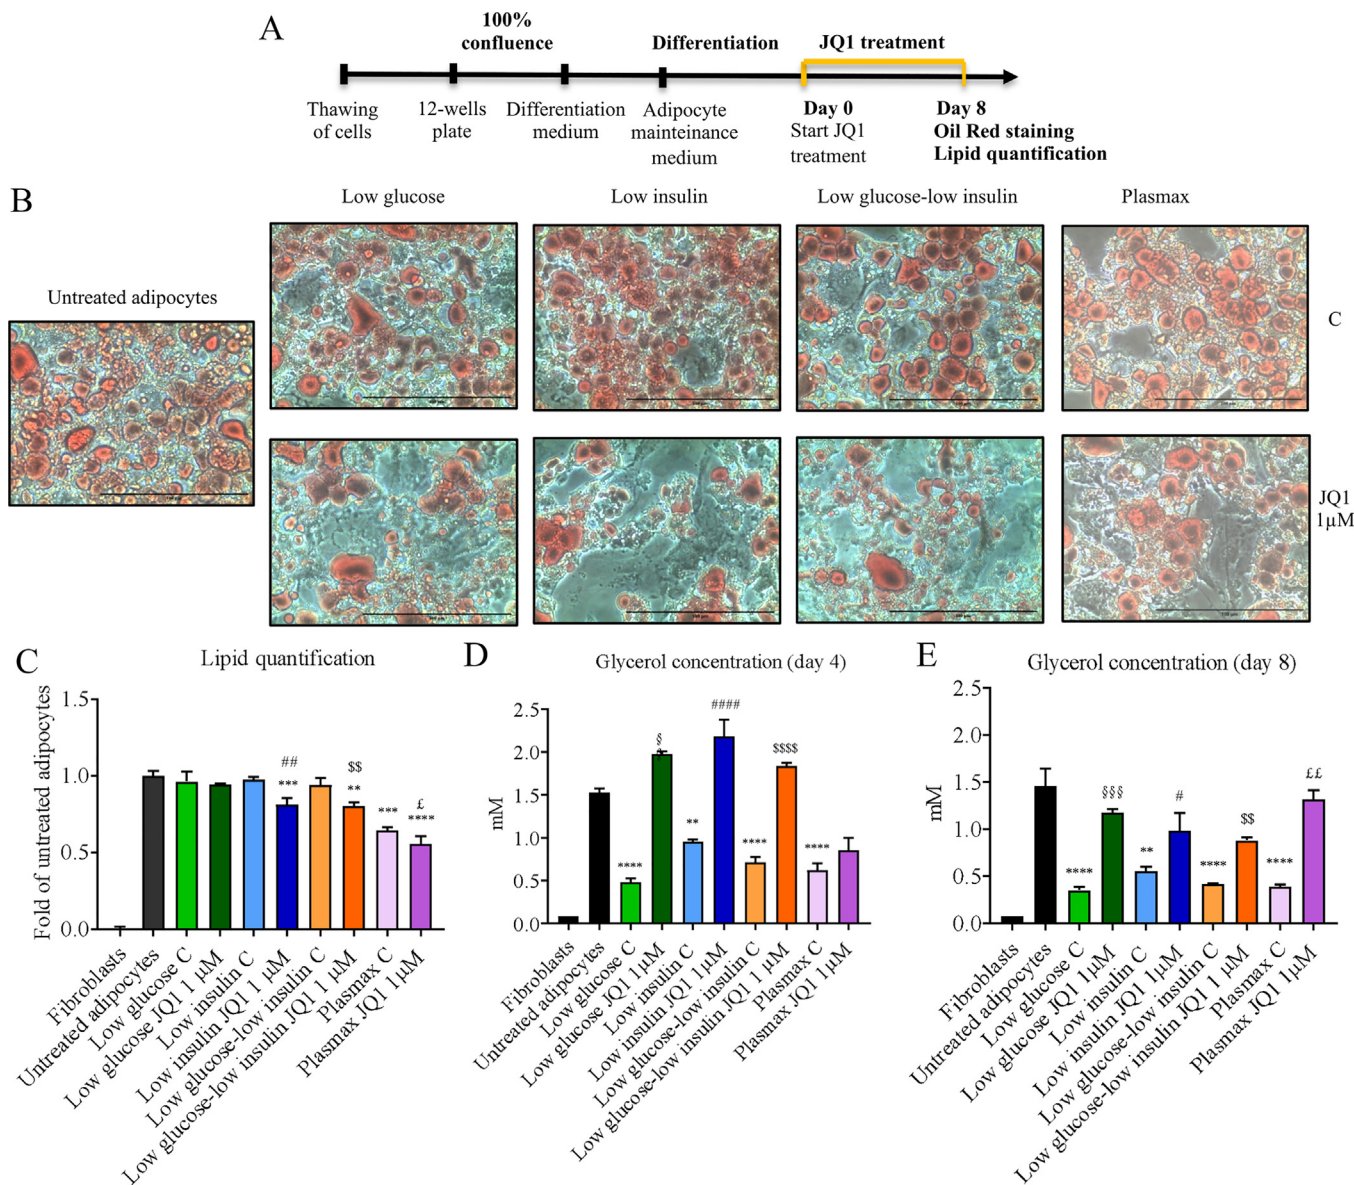 A
100%
confluence
Differentiation
JQ1 treatment
Thawing
of cells
12-wells
plate
Differentiation
medium
Adipocyte
mainteinance
medium
Day 0
Start JQ1
treatment
Day 8
Oil Red staining
Lipid quantification
B
Low glucose
Low insulin
Low glucose-low insulin
Plasmax
Untreated adipocytes
C
JQ1
1µM
C
Lipid quantification
Fold of untreated adipocytes
1.5
1.0
0.5
0.0
##
***
$$
**
***
£
****
Fibroblasts
Untreated adipocytes
Low glucose C
Low glucose JQ1 1 µM
Low insulin C
Low insulin JQ1 1 µM
Low glucose-low insulin C
Low glucose-low insulin JQ1 1 µM
Plasmax C
Plasmax JQ1 1µM
D
Glycerol concentration (day 4)
mM
2.5
2.0
1.5
1.0
0.5
0.0
****
§
**
####
****
$$$$
****
Fibroblasts
Untreated adipocytes
Low glucose C
Low glucose JQ1 1µM
Low insulin C
Low insulin JQ1 1µM
Low glucose-low insulin C
Low glucose-low insulin JQ1 1 µM
Plasmax C
Plasmax JQ1 1µM
E
Glycerol concentration (day 8)
mM
2.5
2.0
1.5
1.0
0.5
0.0
****
§§§
**
#
****
$$
****
££
Fibroblasts
Untreated adipocytes
Low glucose C
Low glucose JQ1 1µM
Low insulin C
Low insulin JQ1 1µM
Low glucose-low insulin C
Low glucose-low insulin JQ1 1 µM
Plasmax C
Plasmax JQ1 1µM